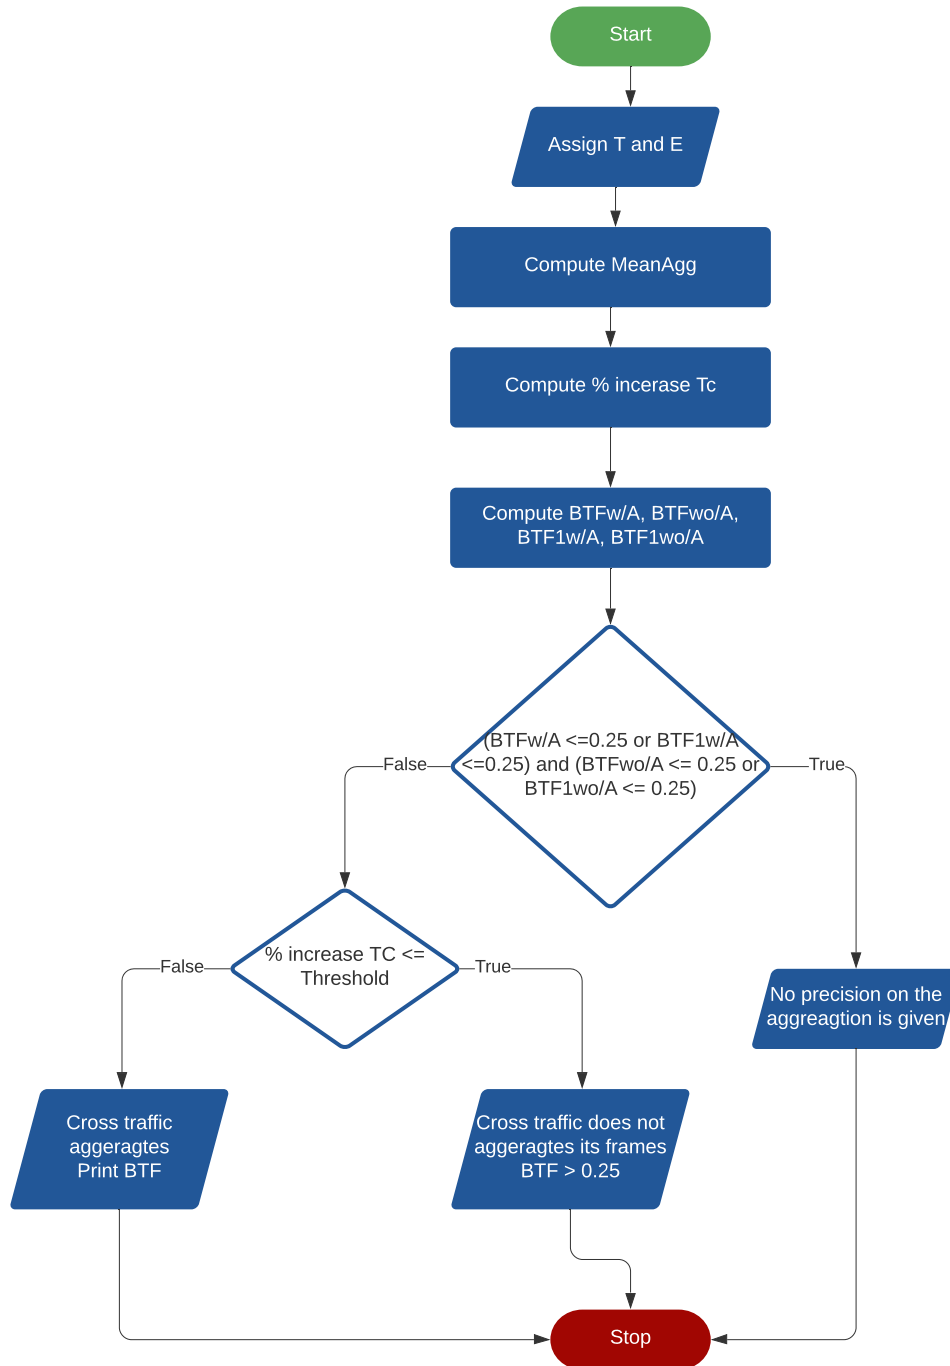 Start
Assign T and E
Compute MeanAgg
Compute % incerase Tc
Compute BTFw/A, BTFwo/A,
BTF1w/A, BTF1wo/A
(BTFw/A <=0.25 or BTF1w/A
<=0.25) and (BTFwo/A <= 0.25 or
BTF1wo/A <= 0.25)
False
True
% increase TC <=
Threshold
False
True
No precision on the
aggreagtion is given
Cross traffic
aggeragtes
Print BTF
Cross traffic does not
aggeragtes its frames
BTF > 0.25
Stop